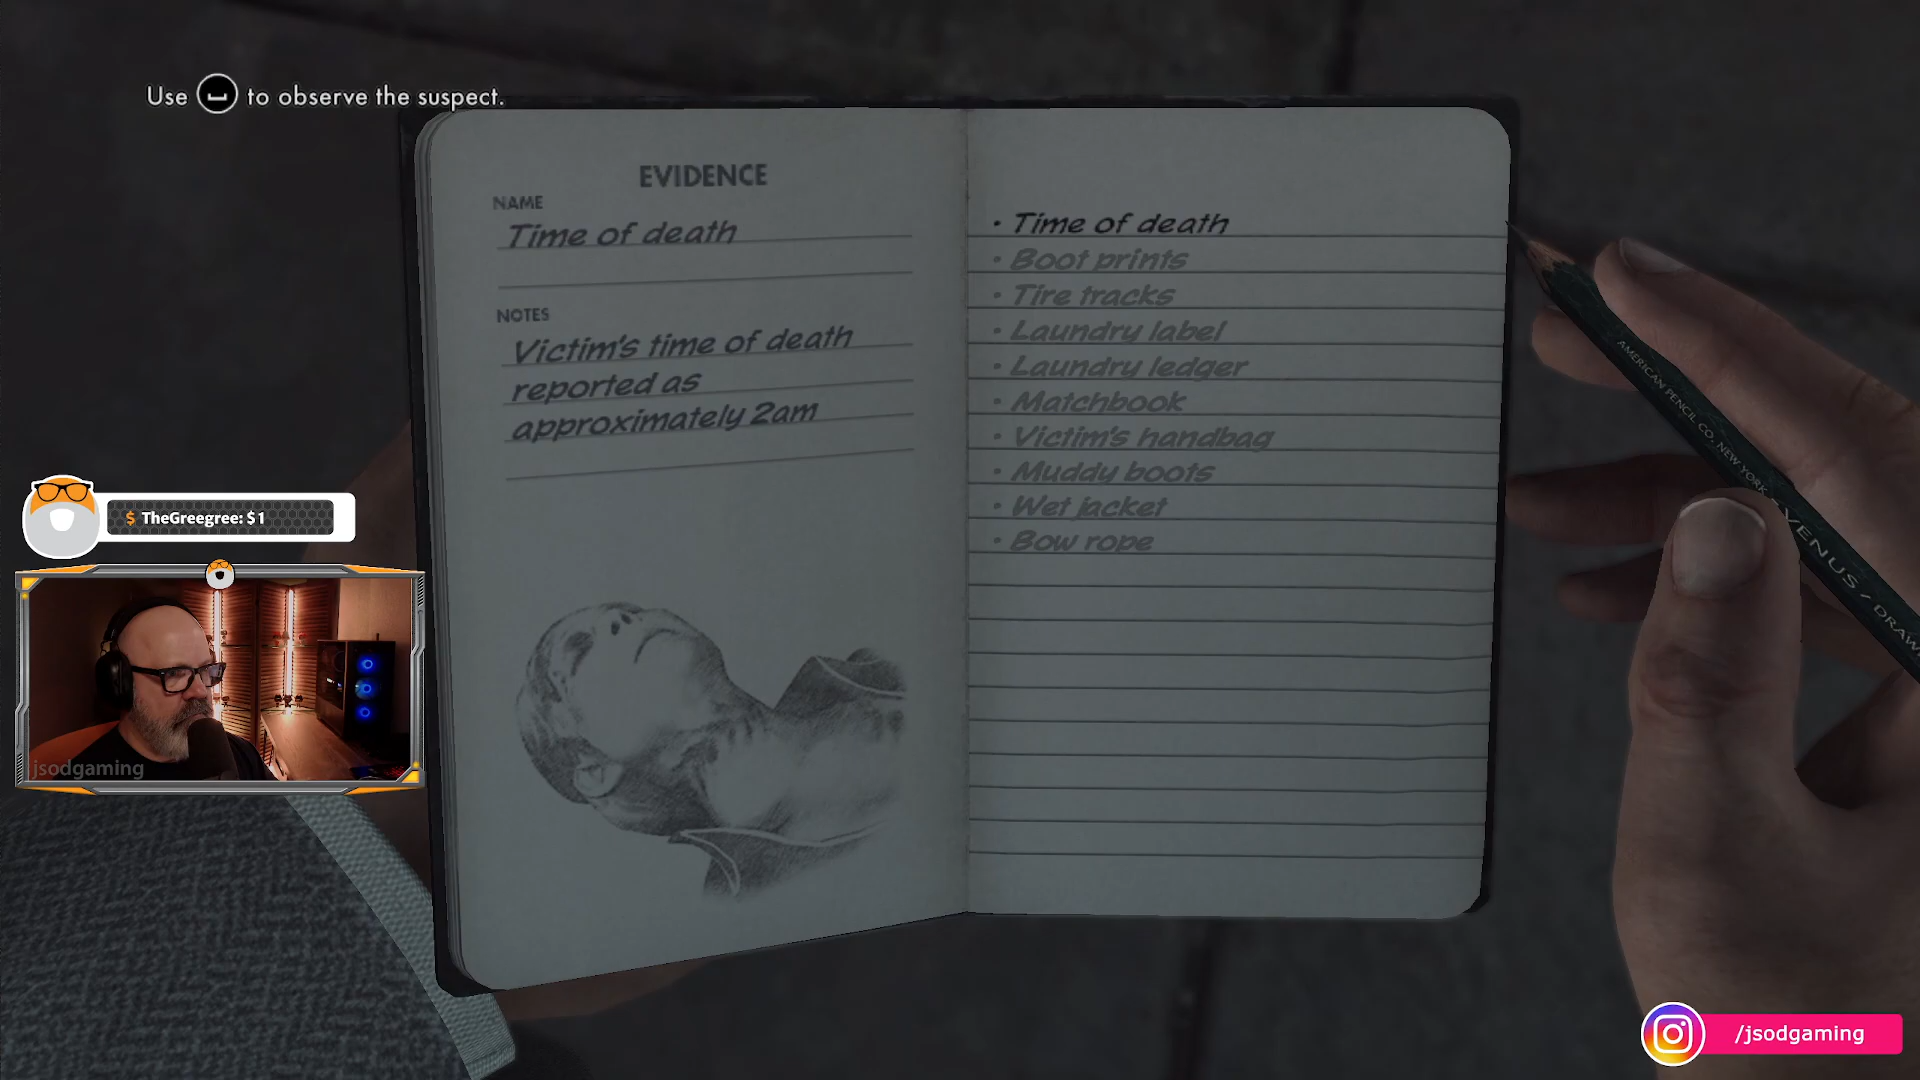 Use to observe the suspect.
EVIDENCE
NAME
Time of death
NOTES
Victim's time of death
reported as
approximately 2am
• Time of death
• Boot prints
• Tire tracks
• Laundry label
• Laundry ledger
• Matchbook
• Victim's handbag
• Muddy boots
• Wet jacket
• Bow rope
AMERICAN PENCIL CO. NEW YORK
VENUS / DRAW
$ TheGreegree: $1
jsodgaming
/jsodgaming